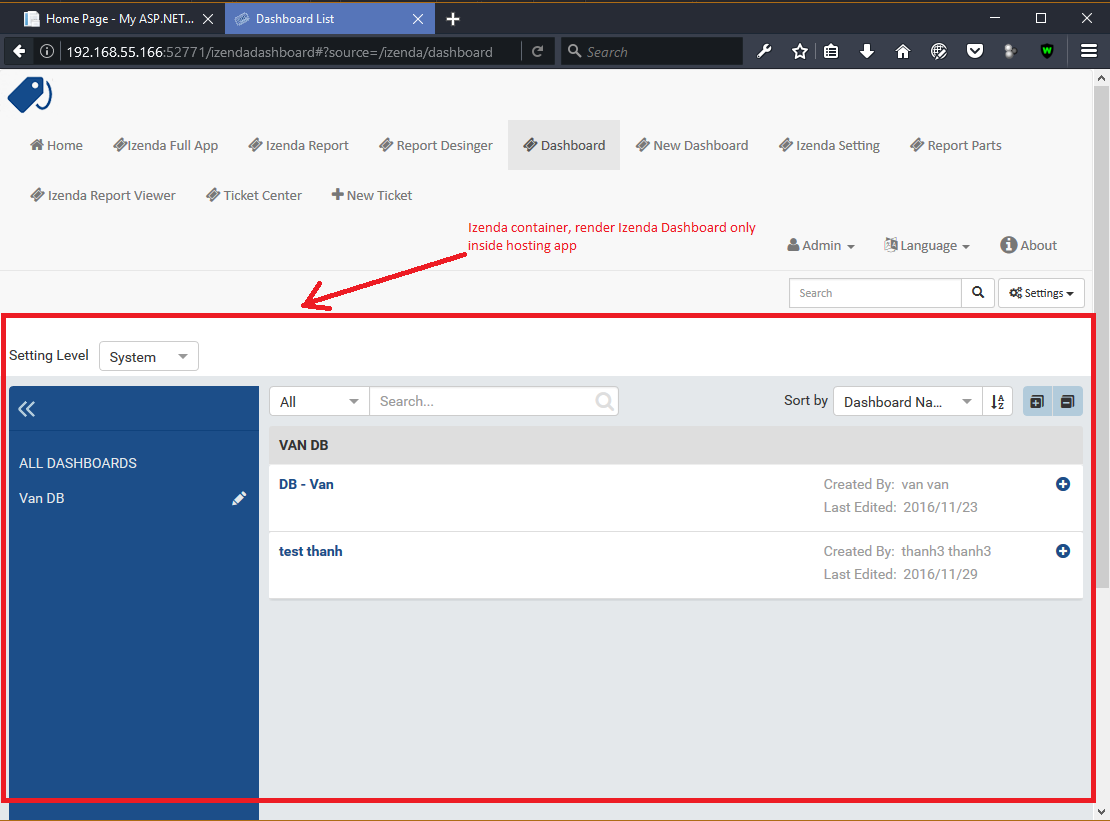 Home Page - My ASP.NET...
Dashboard List
192.168.55.166:52771/izendadashboard#?source=/izenda/dashboard
Search
W
Home
Izenda Full App
Izenda Report
Report Desinger
Dashboard
New Dashboard
Izenda Setting
Report Parts
Izenda Report Viewer
Ticket Center
New Ticket
Izenda container, render Izenda Dashboard only
inside hosting app
Admin
Language
About
Search
Settings
Setting Level
System
All
Search...
Sort by
Dashboard Na...
ALL DASHBOARDS
Van DB
VAN DB
DB - Van
Created By: van van
Last Edited: 2016/11/23
test thanh
Created By: thanh3 thanh3
Last Edited: 2016/11/29